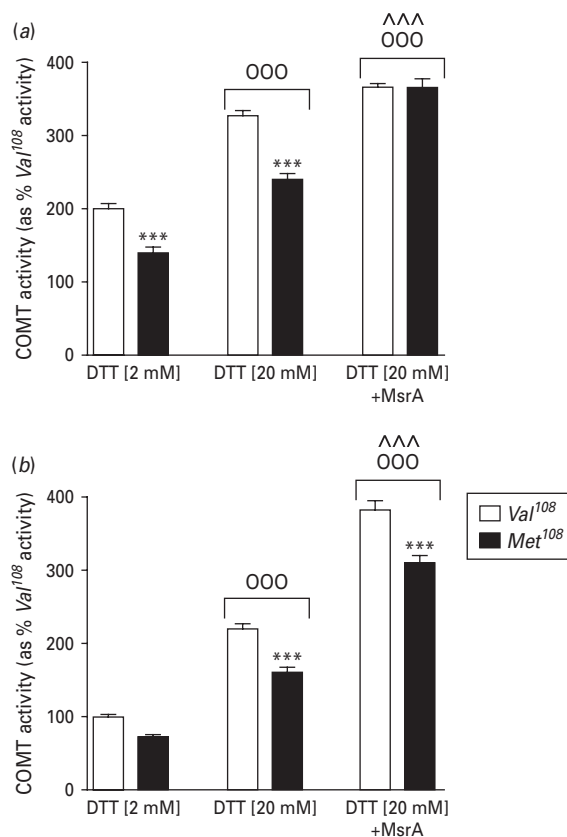 (a)
^^^
OOO
OOO
***
***
COMT activity (as % Val108 activity)
400
300
200
100
0
DTT [2 mM]
DTT [20 mM]
DTT [20 mM]
+MsrA
(b)
^^^
OOO
OOO
***
***
COMT activity (as % Val108 activity)
400
300
200
100
0
DTT [2 mM]
DTT [20 mM]
DTT [20 mM]
+MsrA
Val108
Met108